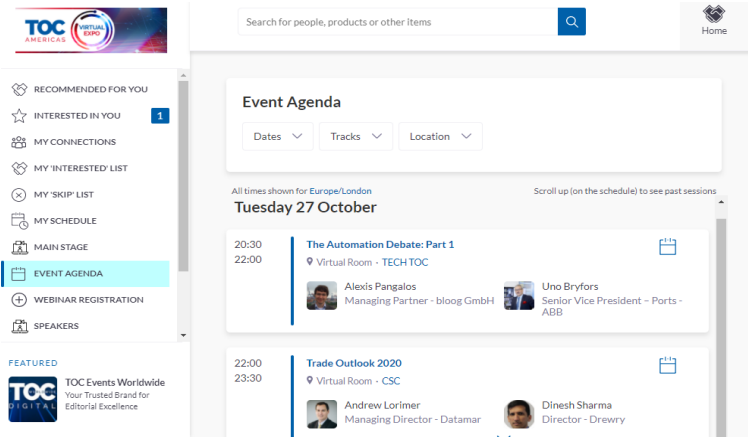 TOC
AMERICAS
VIRTUAL
EXPO
Search for people, products or other items
Home
RECOMMENDED FOR YOU
INTERESTED IN YOU 1
MY CONNECTIONS
MY 'INTERESTED' LIST
MY 'SKIP' LIST
MY SCHEDULE
MAIN STAGE
EVENT AGENDA
WEBINAR REGISTRATION
SPEAKERS
FEATURED
TOC
DIGITAL
TOC Events Worldwide
Your Trusted Brand for
Editorial Excellence
Event Agenda
Dates Tracks Location
All times shown for Europe/London Scroll up (on the schedule) to see past sessions
Tuesday 27 October
20:30
22:00
The Automation Debate: Part 1
Virtual Room - TECH TOC
Alexis Pangalos
Managing Partner - bloog GmbH
Uno Bryfors
Senior Vice President – Ports -
ABB
22:00
23:30
Trade Outlook 2020
Virtual Room - CSC
Andrew Lorimer
Managing Director - Datamar
Dinesh Sharma
Director - Drewry